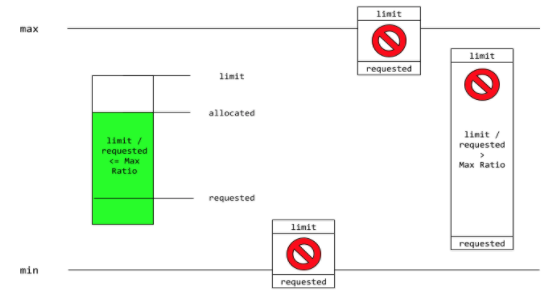 limit
max
requested
limit
limit
allocated
limit /
requested
<= Max
Ratio
limit /
requested
>
Max Ratio
requested
limit
requested
min
requested